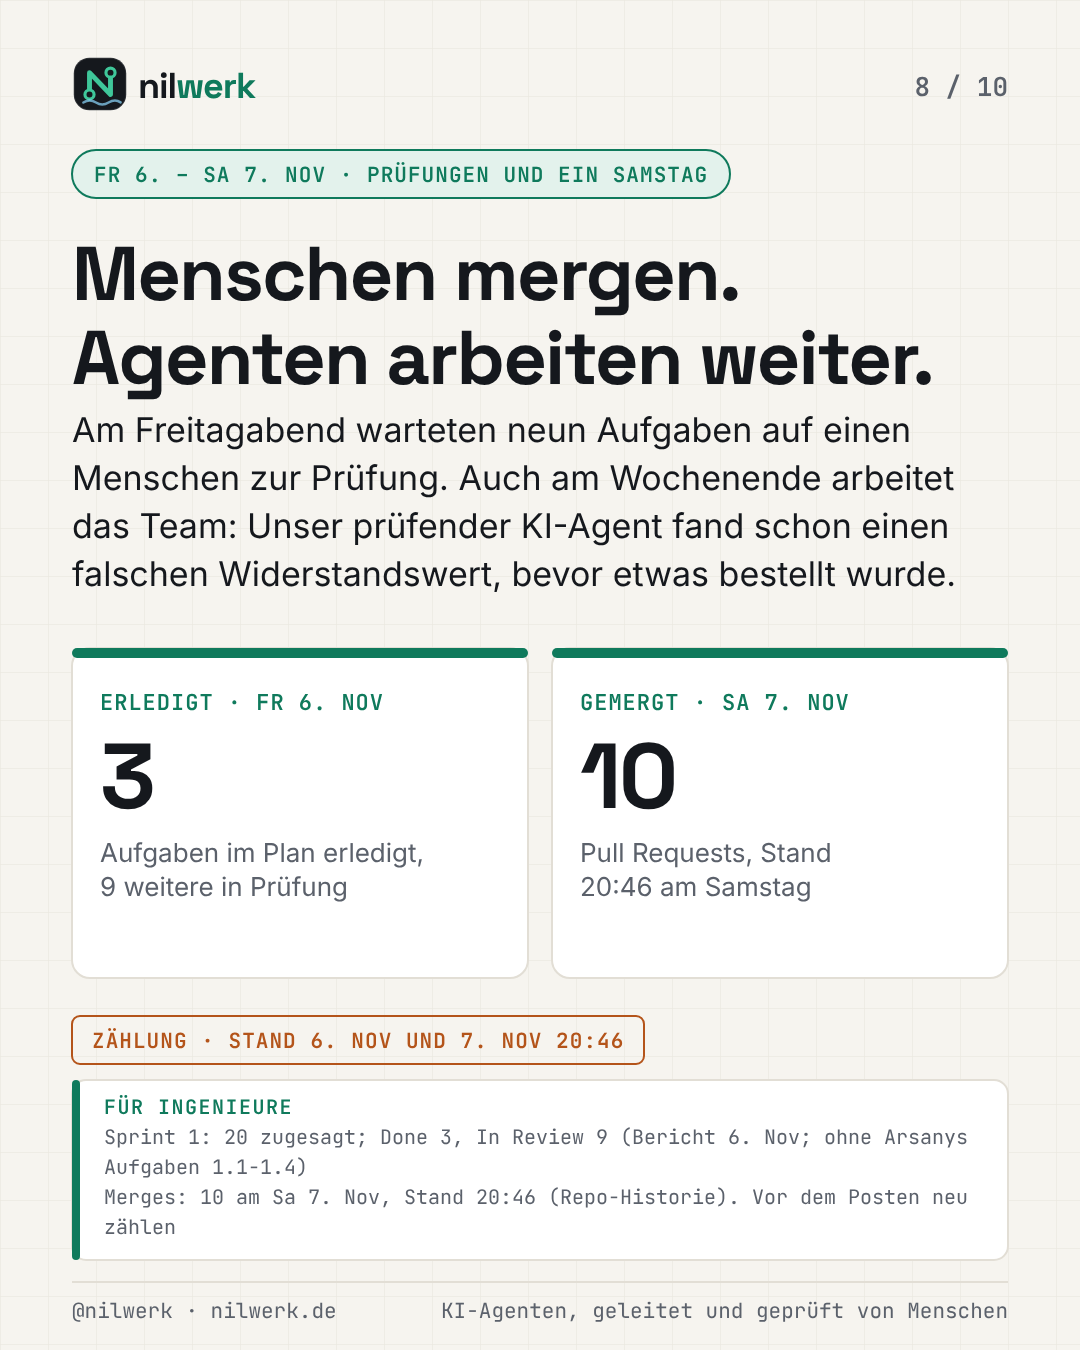 nilwerk
8 / 10
FR 6. – SA 7. NOV · PRÜFUNGEN UND EIN SAMSTAG
Menschen mergen.
Agenten arbeiten weiter.
Am Freitagabend warteten neun Aufgaben auf einen
Menschen zur Prüfung. Auch am Wochenende arbeitet
das Team: Unser prüfender KI-Agent fand schon einen
falschen Widerstandswert, bevor etwas bestellt wurde.
ERLEDIGT · FR 6. NOV
3
Aufgaben im Plan erledigt,
9 weitere in Prüfung
GEMERGT · SA 7. NOV
10
Pull Requests, Stand
20:46 am Samstag
ZÄHLUNG · STAND 6. NOV UND 7. NOV 20:46
FÜR INGENIEURE
Sprint 1: 20 zugesagt; Done 3, In Review 9 (Bericht 6. Nov; ohne Arsanys
Aufgaben 1.1-1.4)
Merges: 10 am Sa 7. Nov, Stand 20:46 (Repo-Historie). Vor dem Posten neu
zählen
@nilwerk · nilwerk.de
KI-Agenten, geleitet und geprüft von Menschen